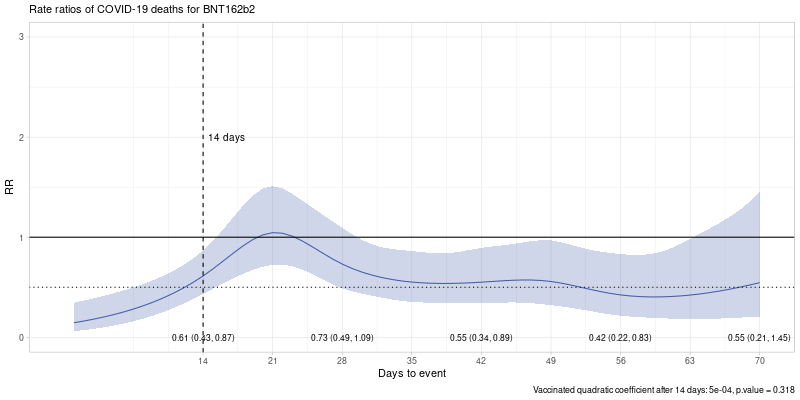 Rate ratios of COVID-19 deaths for BNT162b2
3
2
1
0
RR
14 days
0.61 (0.43, 0.87) 0.73 (0.49, 1.09) 0.55 (0.34, 0.89) 0.42 (0.22, 0.83) 0.55 (0.21, 1.45)
14 21 28 35 42 49 56 63 70
Days to event
Vaccinated quadratic coefficient after 14 days: 5e-04, p.value = 0.318